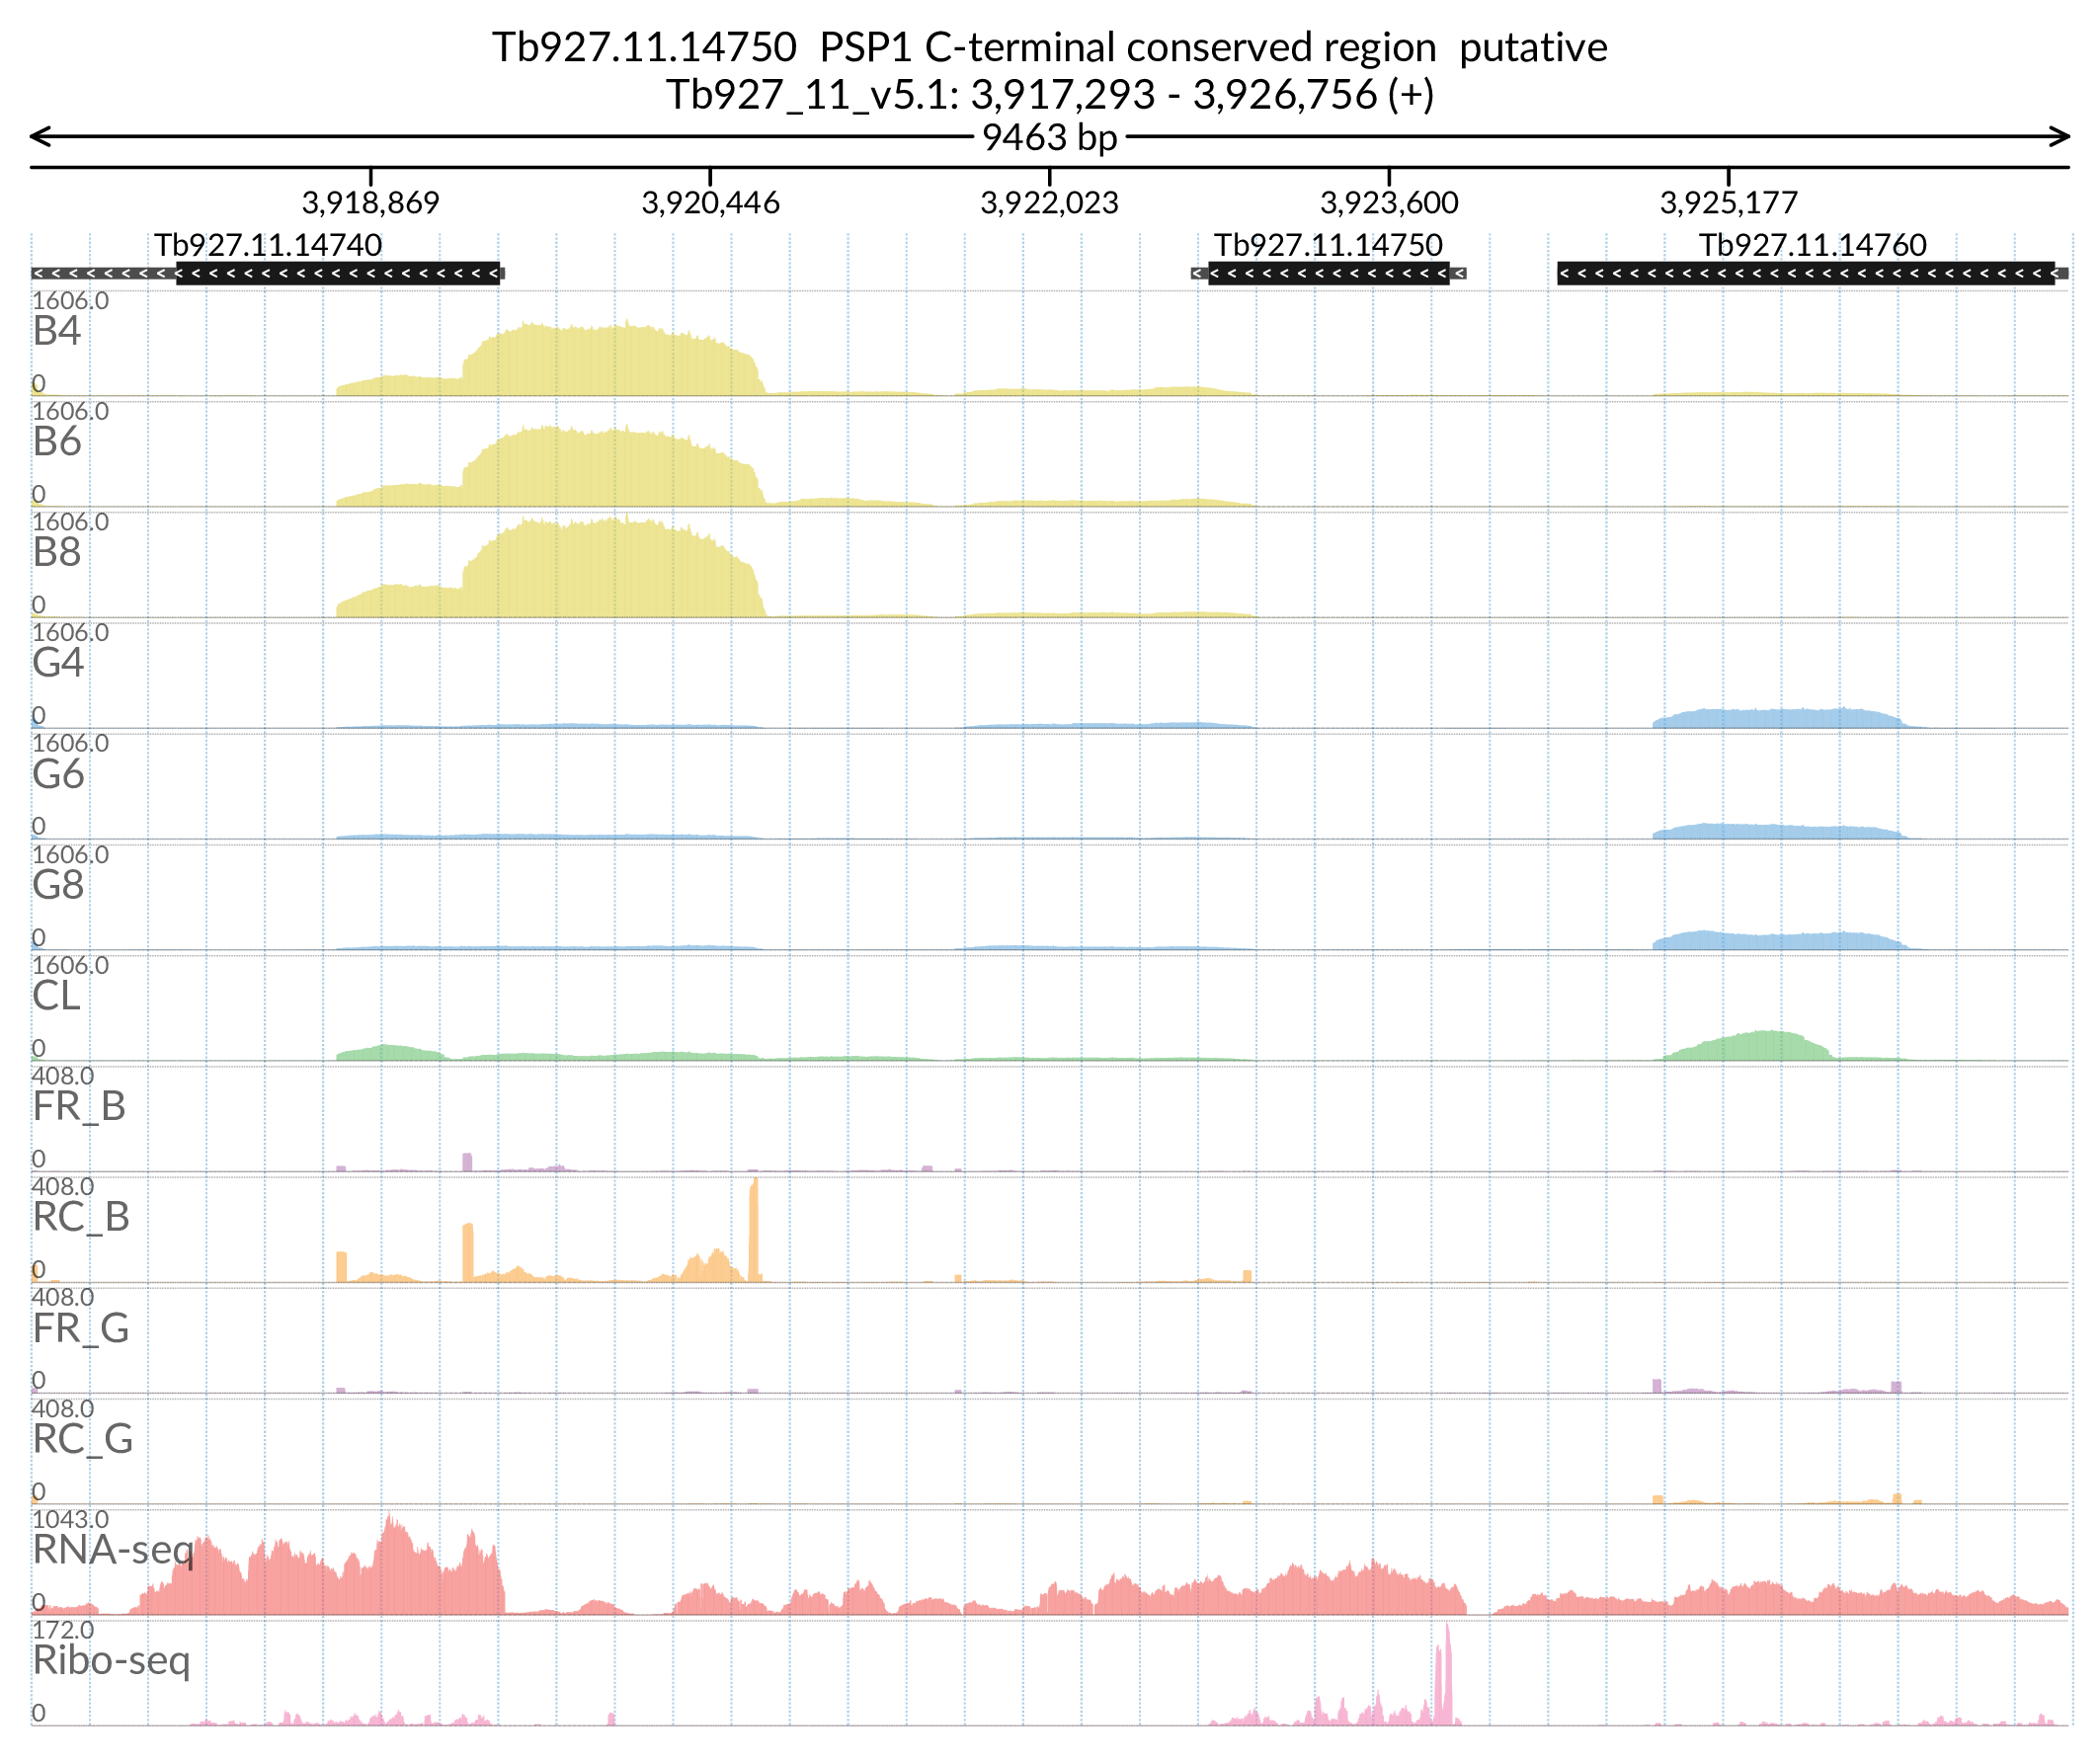 Tb927.11.14750  PSP1 C-terminal conserved region  putative
Tb927_11_v5.1: 3,917,293 - 3,926,756 (+)
9463 bp
3,918,869 3,920,446 3,922,023 3,923,600 3,925,177
Tb927.11.14740 Tb927.11.14750 Tb927.11.14760
1606.0
B4
0
1606.0
B6
0
1606.0
B8
0
1606.0
G4
0
1606.0
G6
0
1606.0
G8
0
1606.0
CL
0
408.0
FR_B
0
408.0
RC_B
0
408.0
FR_G
0
408.0
RC_G
0
1043.0
RNA-seq
0
172.0
Ribo-seq
0